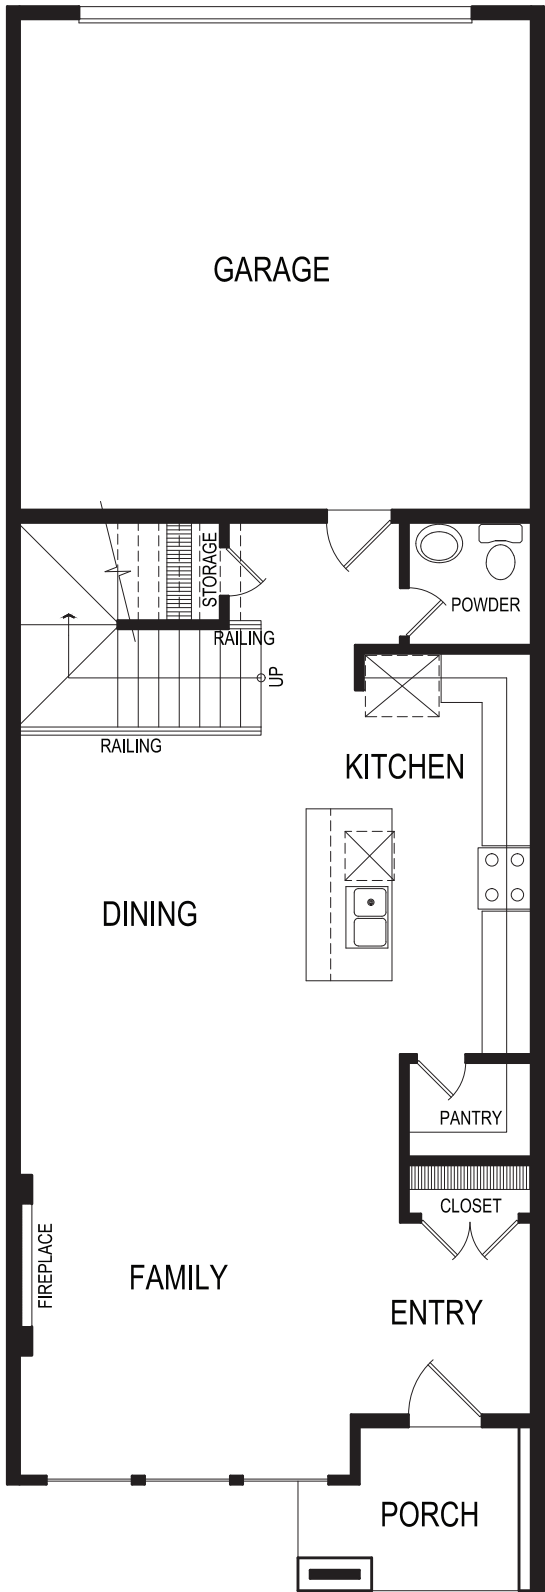 GARAGE
STORAGE
POWDER
RAILING
UP
RAILING
KITCHEN
DINING
PANTRY
CLOSET
FIREPLACE
FAMILY
ENTRY
PORCH